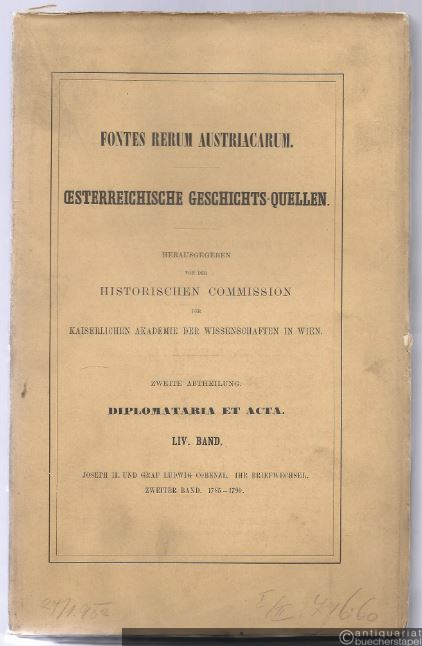 FONTES RERUM AUSTRIACARUM.
ŒSTERREICHISCHE GESCHICHTS-QUELLEN.
HERAUSGEGEBEN
VON DER
HISTORISCHEN COMMISSION
DER
KAISERLICHEN AKADEMIE DER WISSENSCHAFTEN IN WIEN.
ZWEITE ABTHEILUNG.
DIPLOMATARIA ET ACTA.
LIV. BAND.
JOSEPH II. UND GRAF LUDWIG COBENZL. IHR BRIEFWECHSEL.
ZWEITER BAND. 1785–1790.
antiquariat
buecherstapel